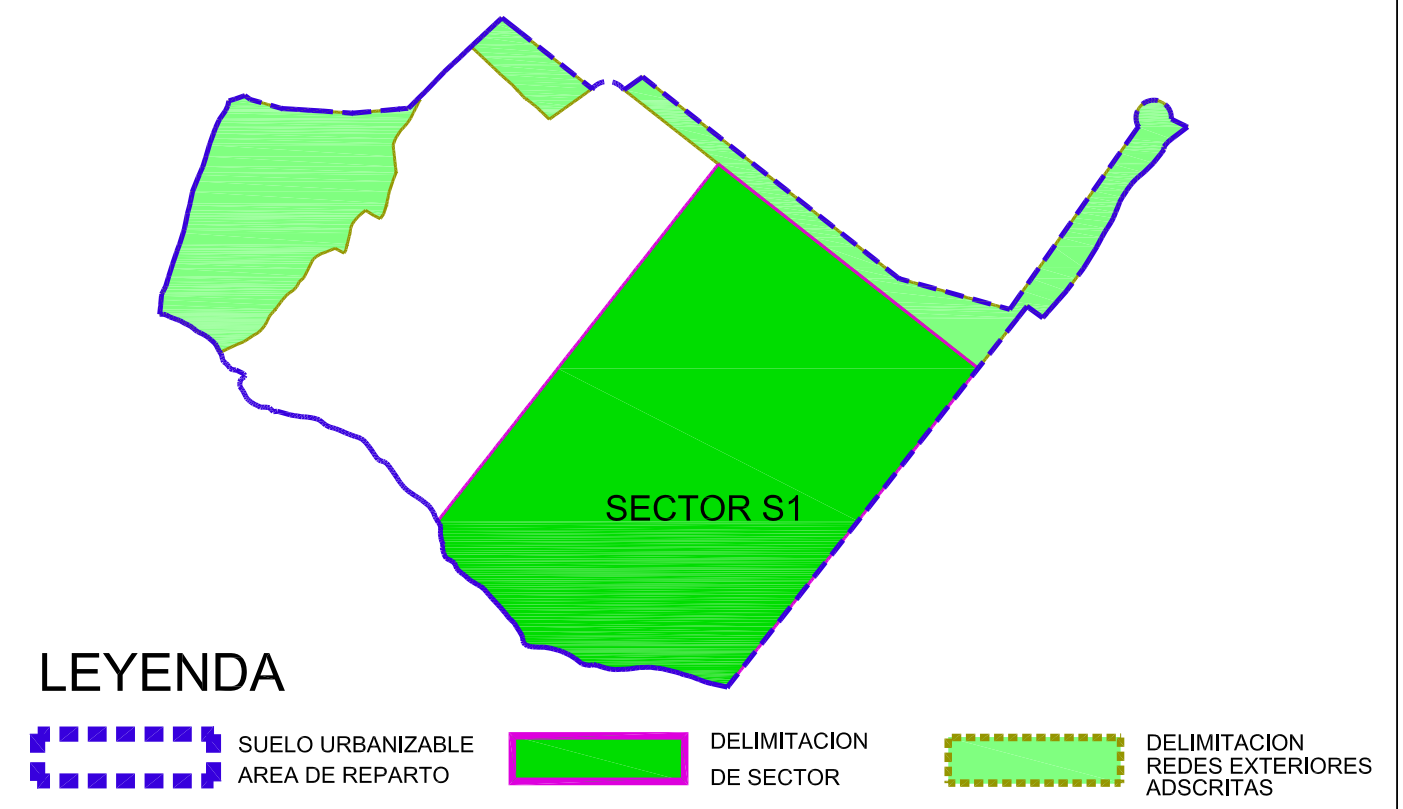 SECTOR S1
LEYENDA
SUELO URBANIZABLE
AREA DE REPARTO
DELIMITACION
DE SECTOR
DELIMITACION
REDES EXTERIORES
ADSCRITAS